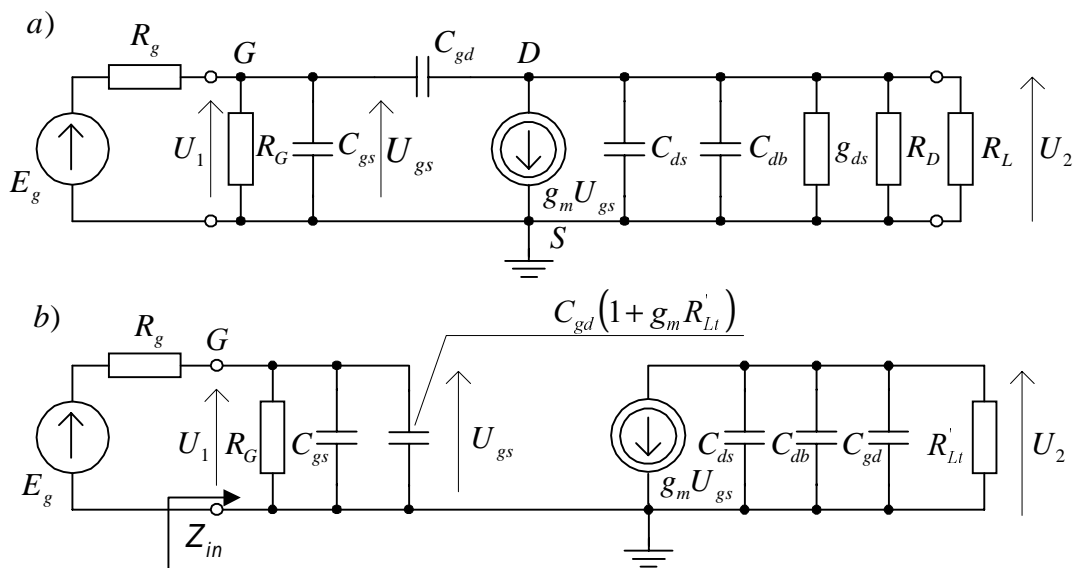 a)
R_g
G
C_gd
D
E_g
U_1
R_G
C_gs
U_gs
g_m U_gs
C_ds
C_db
g_ds
R_D
R_L
U_2
S
b)
R_g
G
C_gd(1 + g_m R'_Lt)
E_g
U_1
R_G
C_gs
U_gs
g_m U_gs
C_ds
C_db
C_gd
R'_Lt
U_2
Z_in